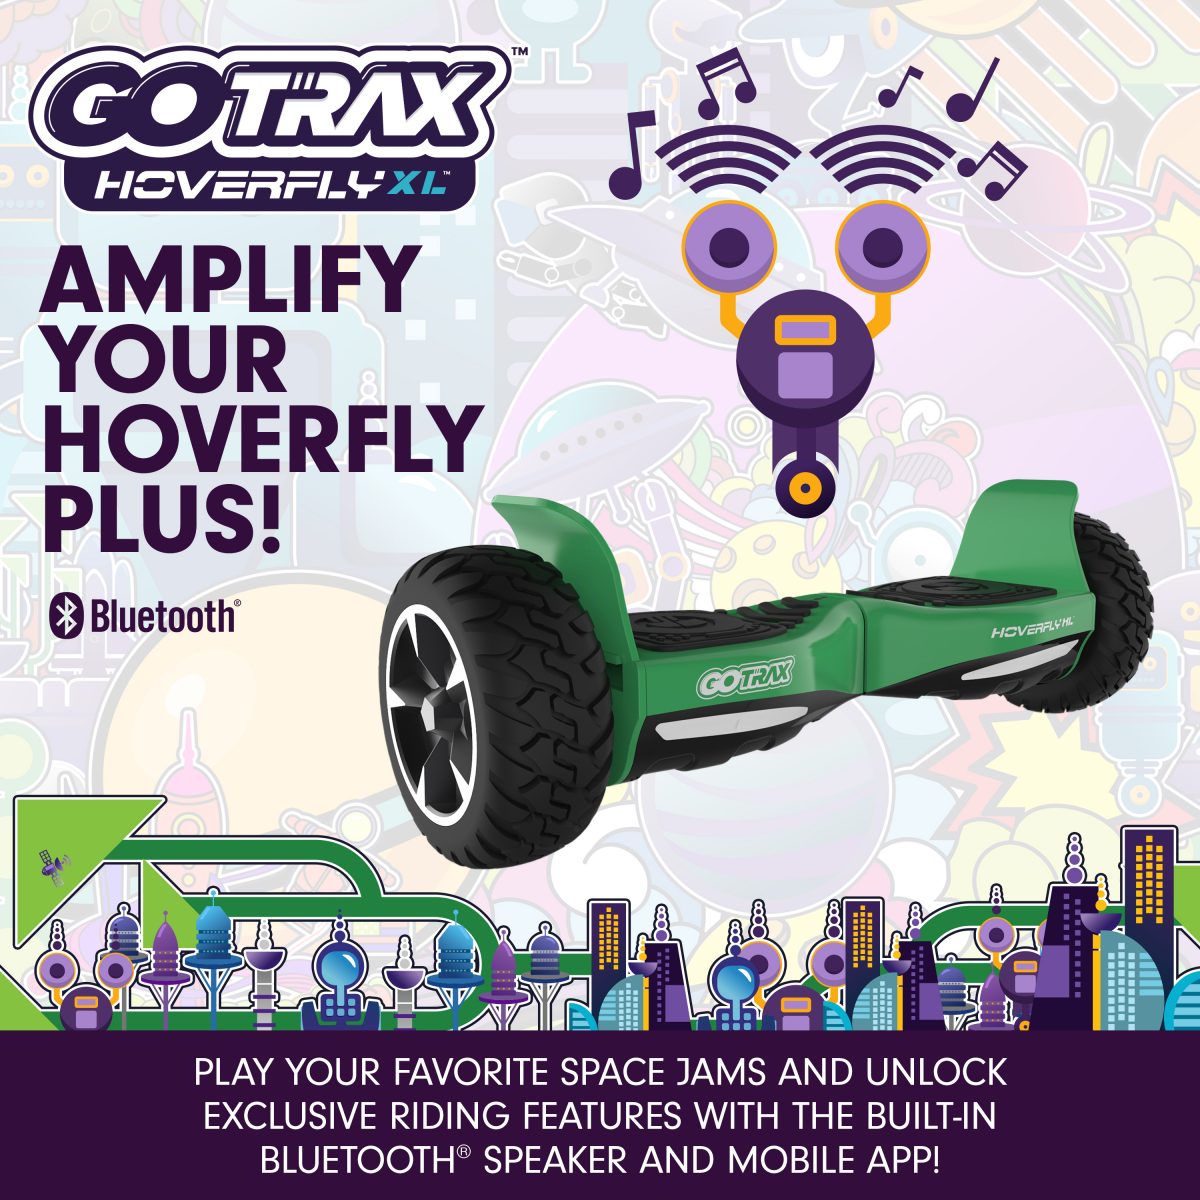 GOTRAX™
HOVERFLY XL™
AMPLIFY
YOUR
HOVERFLY
PLUS!
Bluetooth®
GOTRAX
HOVERFLY XL™
PLAY YOUR FAVORITE SPACE JAMS AND UNLOCK
EXCLUSIVE RIDING FEATURES WITH THE BUILT-IN
BLUETOOTH® SPEAKER AND MOBILE APP!